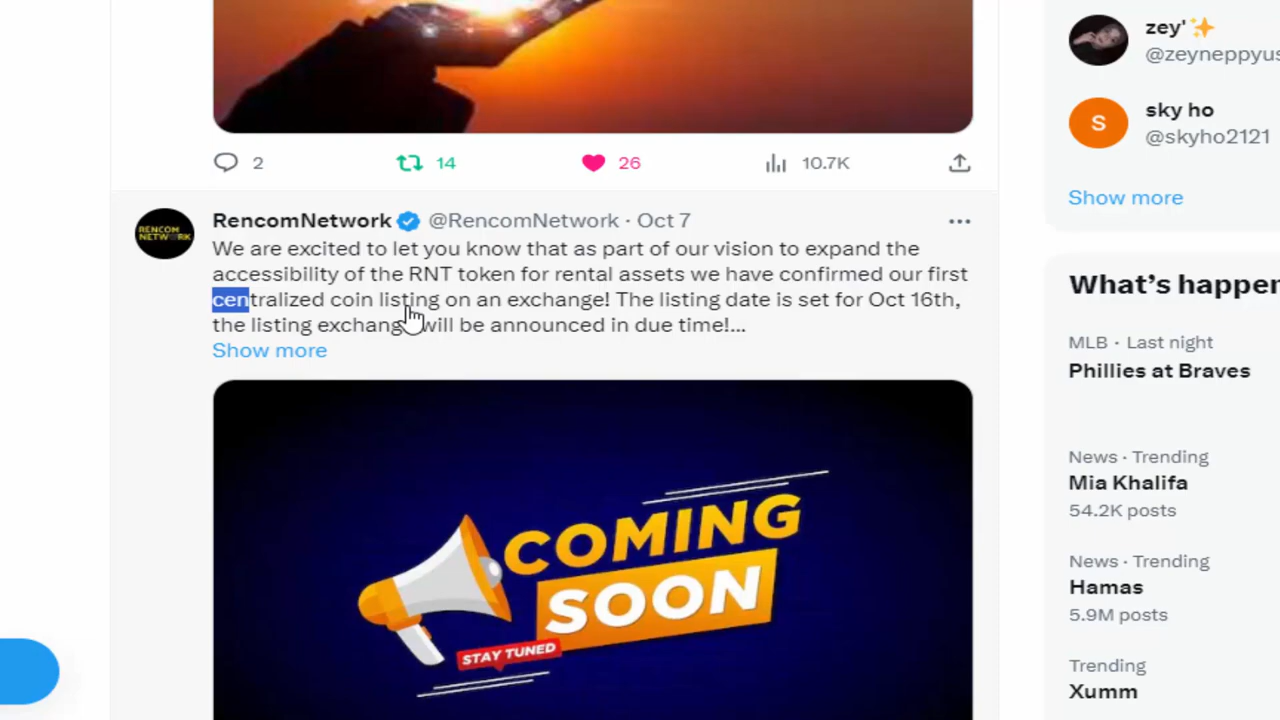 2 14 26 10.7K
RENCOM
NETWORK
RencomNetwork @RencomNetwork · Oct 7
We are excited to let you know that as part of our vision to expand the
accessibility of the RNT token for rental assets we have confirmed our first
centralized coin listing on an exchange! The listing date is set for Oct 16th,
the listing exchange will be announced in due time!...
Show more
COMING
SOON
STAY TUNED
zey'✨
@zeyneppyus
S
sky ho
@skyho2121
Show more
What's happen
MLB · Last night
Phillies at Braves
News · Trending
Mia Khalifa
54.2K posts
News · Trending
Hamas
5.9M posts
Trending
Xumm